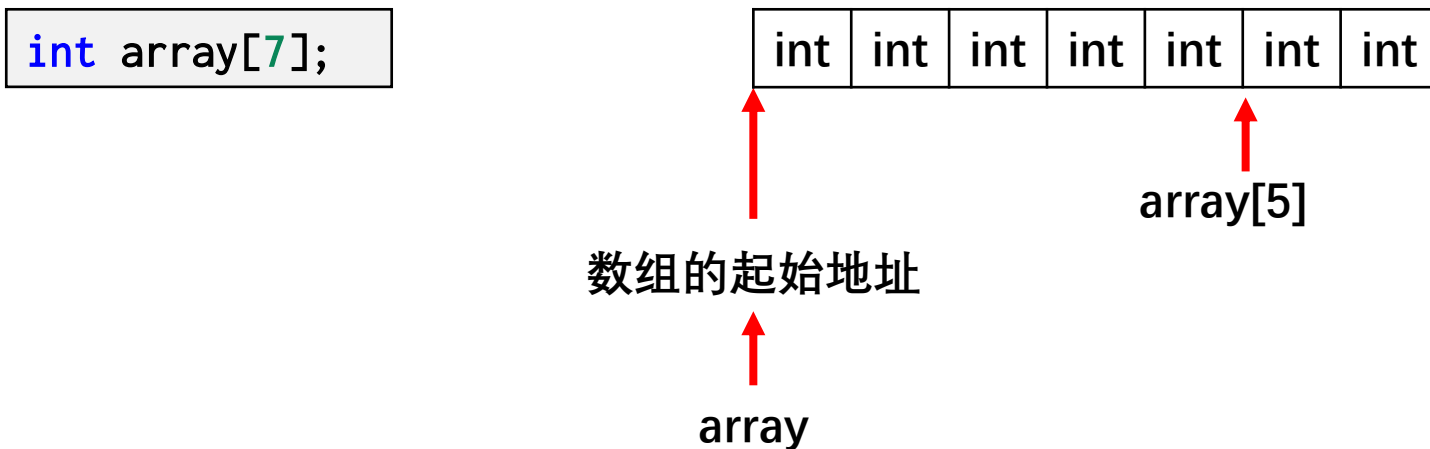 int array[7];
int int int int int int int
array[5]
数组的起始地址
array